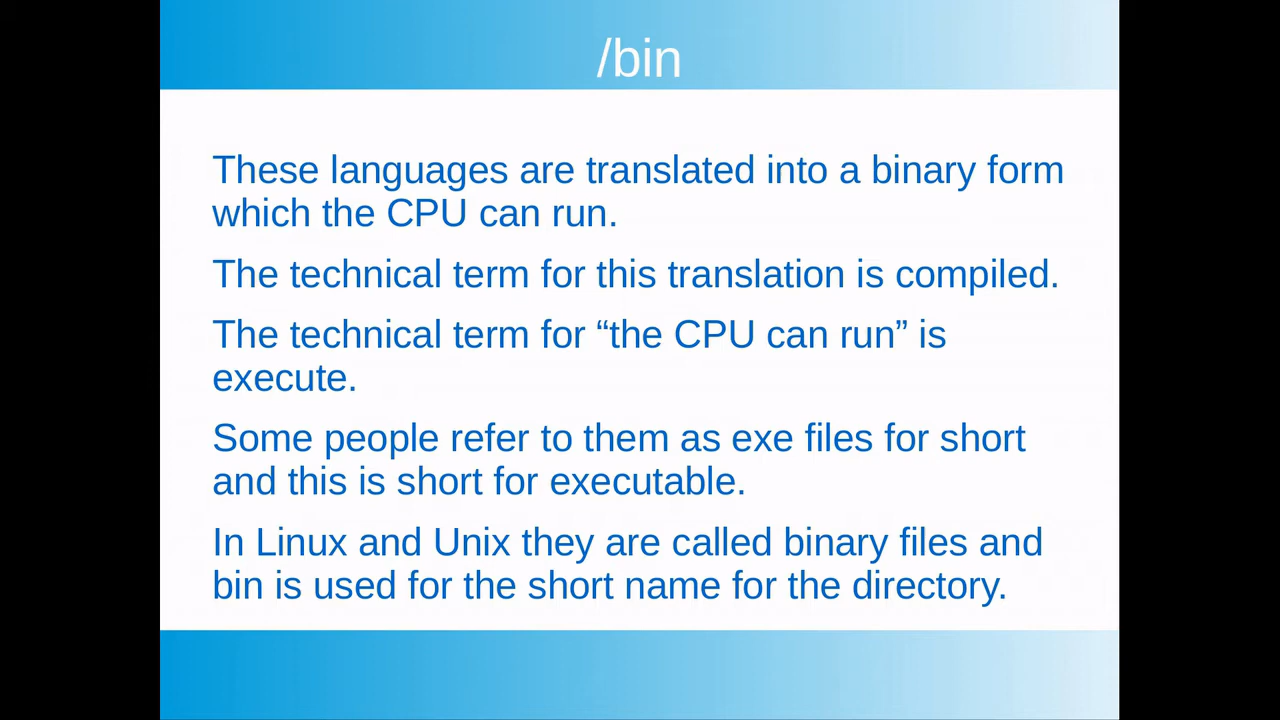 /bin
These languages are translated into a binary form
which the CPU can run.
The technical term for this translation is compiled.
The technical term for “the CPU can run” is
execute.
Some people refer to them as exe files for short
and this is short for executable.
In Linux and Unix they are called binary files and
bin is used for the short name for the directory.